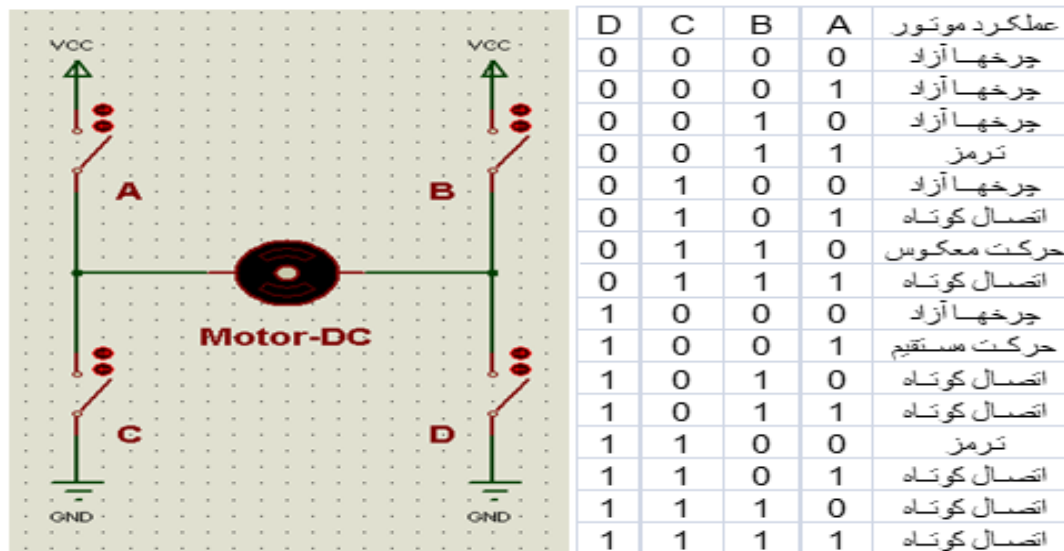 VCC VCC
A B
Motor-DC
C D
GND GND
D C B A عملکرد موتور
0 0 0 0 چرخها آزاد
0 0 0 1 چرخها آزاد
0 0 1 0 چرخها آزاد
0 0 1 1 ترمز
0 1 0 0 چرخها آزاد
0 1 0 1 اتصال کوتاه
0 1 1 0 حرکت معکوس
0 1 1 1 اتصال کوتاه
1 0 0 0 چرخها آزاد
1 0 0 1 حرکت مستقیم
1 0 1 0 اتصال کوتاه
1 0 1 1 اتصال کوتاه
1 1 0 0 ترمز
1 1 0 1 اتصال کوتاه
1 1 1 0 اتصال کوتاه
1 1 1 1 اتصال کوتاه